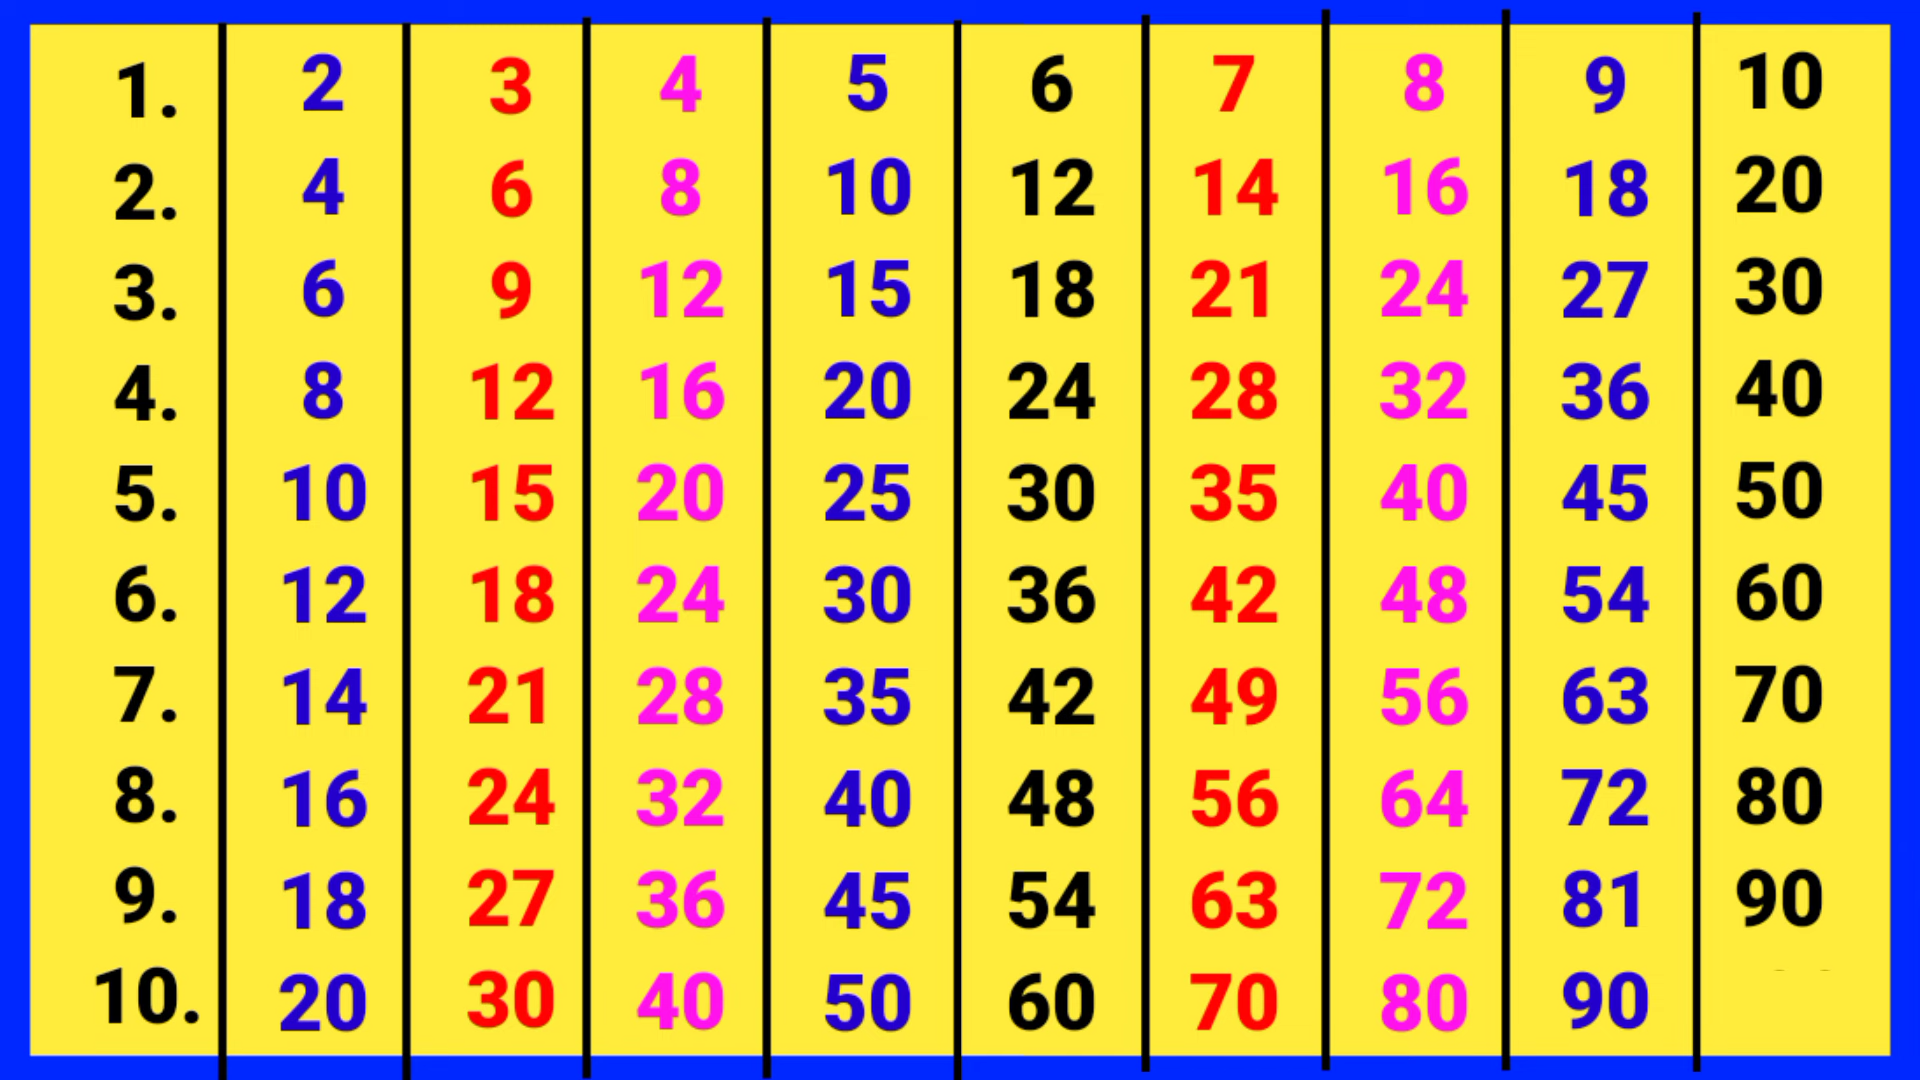 1. 2 3 4 5 6 7 8 9 10
2. 4 6 8 10 12 14 16 18 20
3. 6 9 12 15 18 21 24 27 30
4. 8 12 16 20 24 28 32 36 40
5. 10 15 20 25 30 35 40 45 50
6. 12 18 24 30 36 42 48 54 60
7. 14 21 28 35 42 49 56 63 70
8. 16 24 32 40 48 56 64 72 80
9. 18 27 36 45 54 63 72 81 90
10. 20 30 40 50 60 70 80 90